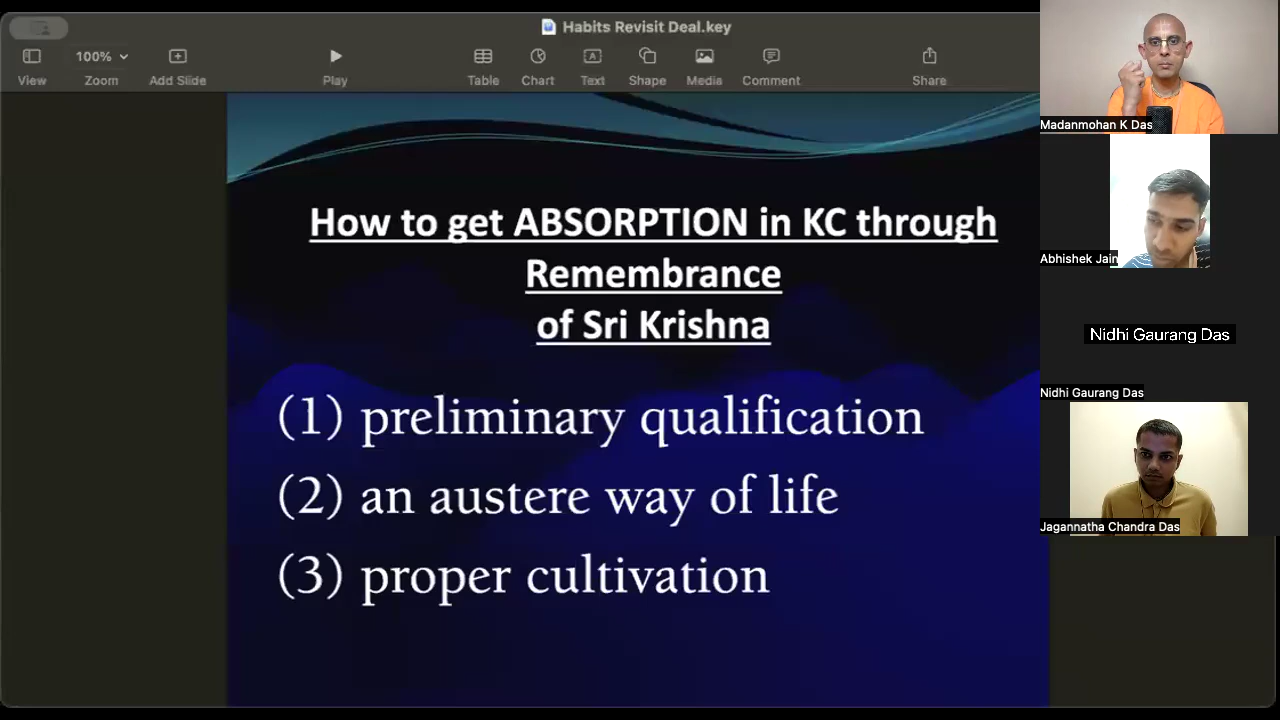 Habits Revisit Deal.key
100%
View
Zoom
Add Slide
Play
Table
Chart
Text
Shape
Media
Comment
Share
How to get ABSORPTION in KC through
Remembrance
of Sri Krishna
(1) preliminary qualification
(2) an austere way of life
(3) proper cultivation
Madanmohan K Das
Abhishek Jain
Nidhi Gaurang Das
Nidhi Gaurang Das
Jagannatha Chandra Das